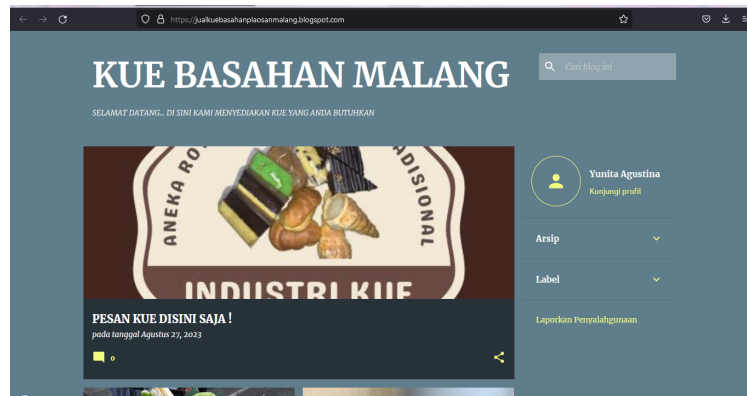 https://jualkuebasahanplaosanmalang.blogspot.com
KUE BASAHAN MALANG
Cari blog ini
SELAMAT DATANG... DI SINI KAMI MENYEDIAKAN KUE YANG ANDA BUTUHKAN
ANEKA RO
ADISIONAL
INDUSTRI KUE
PESAN KUE DISINI SAJA !
pada tanggal Agustus 27, 2023
0
Yunita Agustina
Kunjungi profil
Arsip
Label
Laporkan Penyalahgunaan